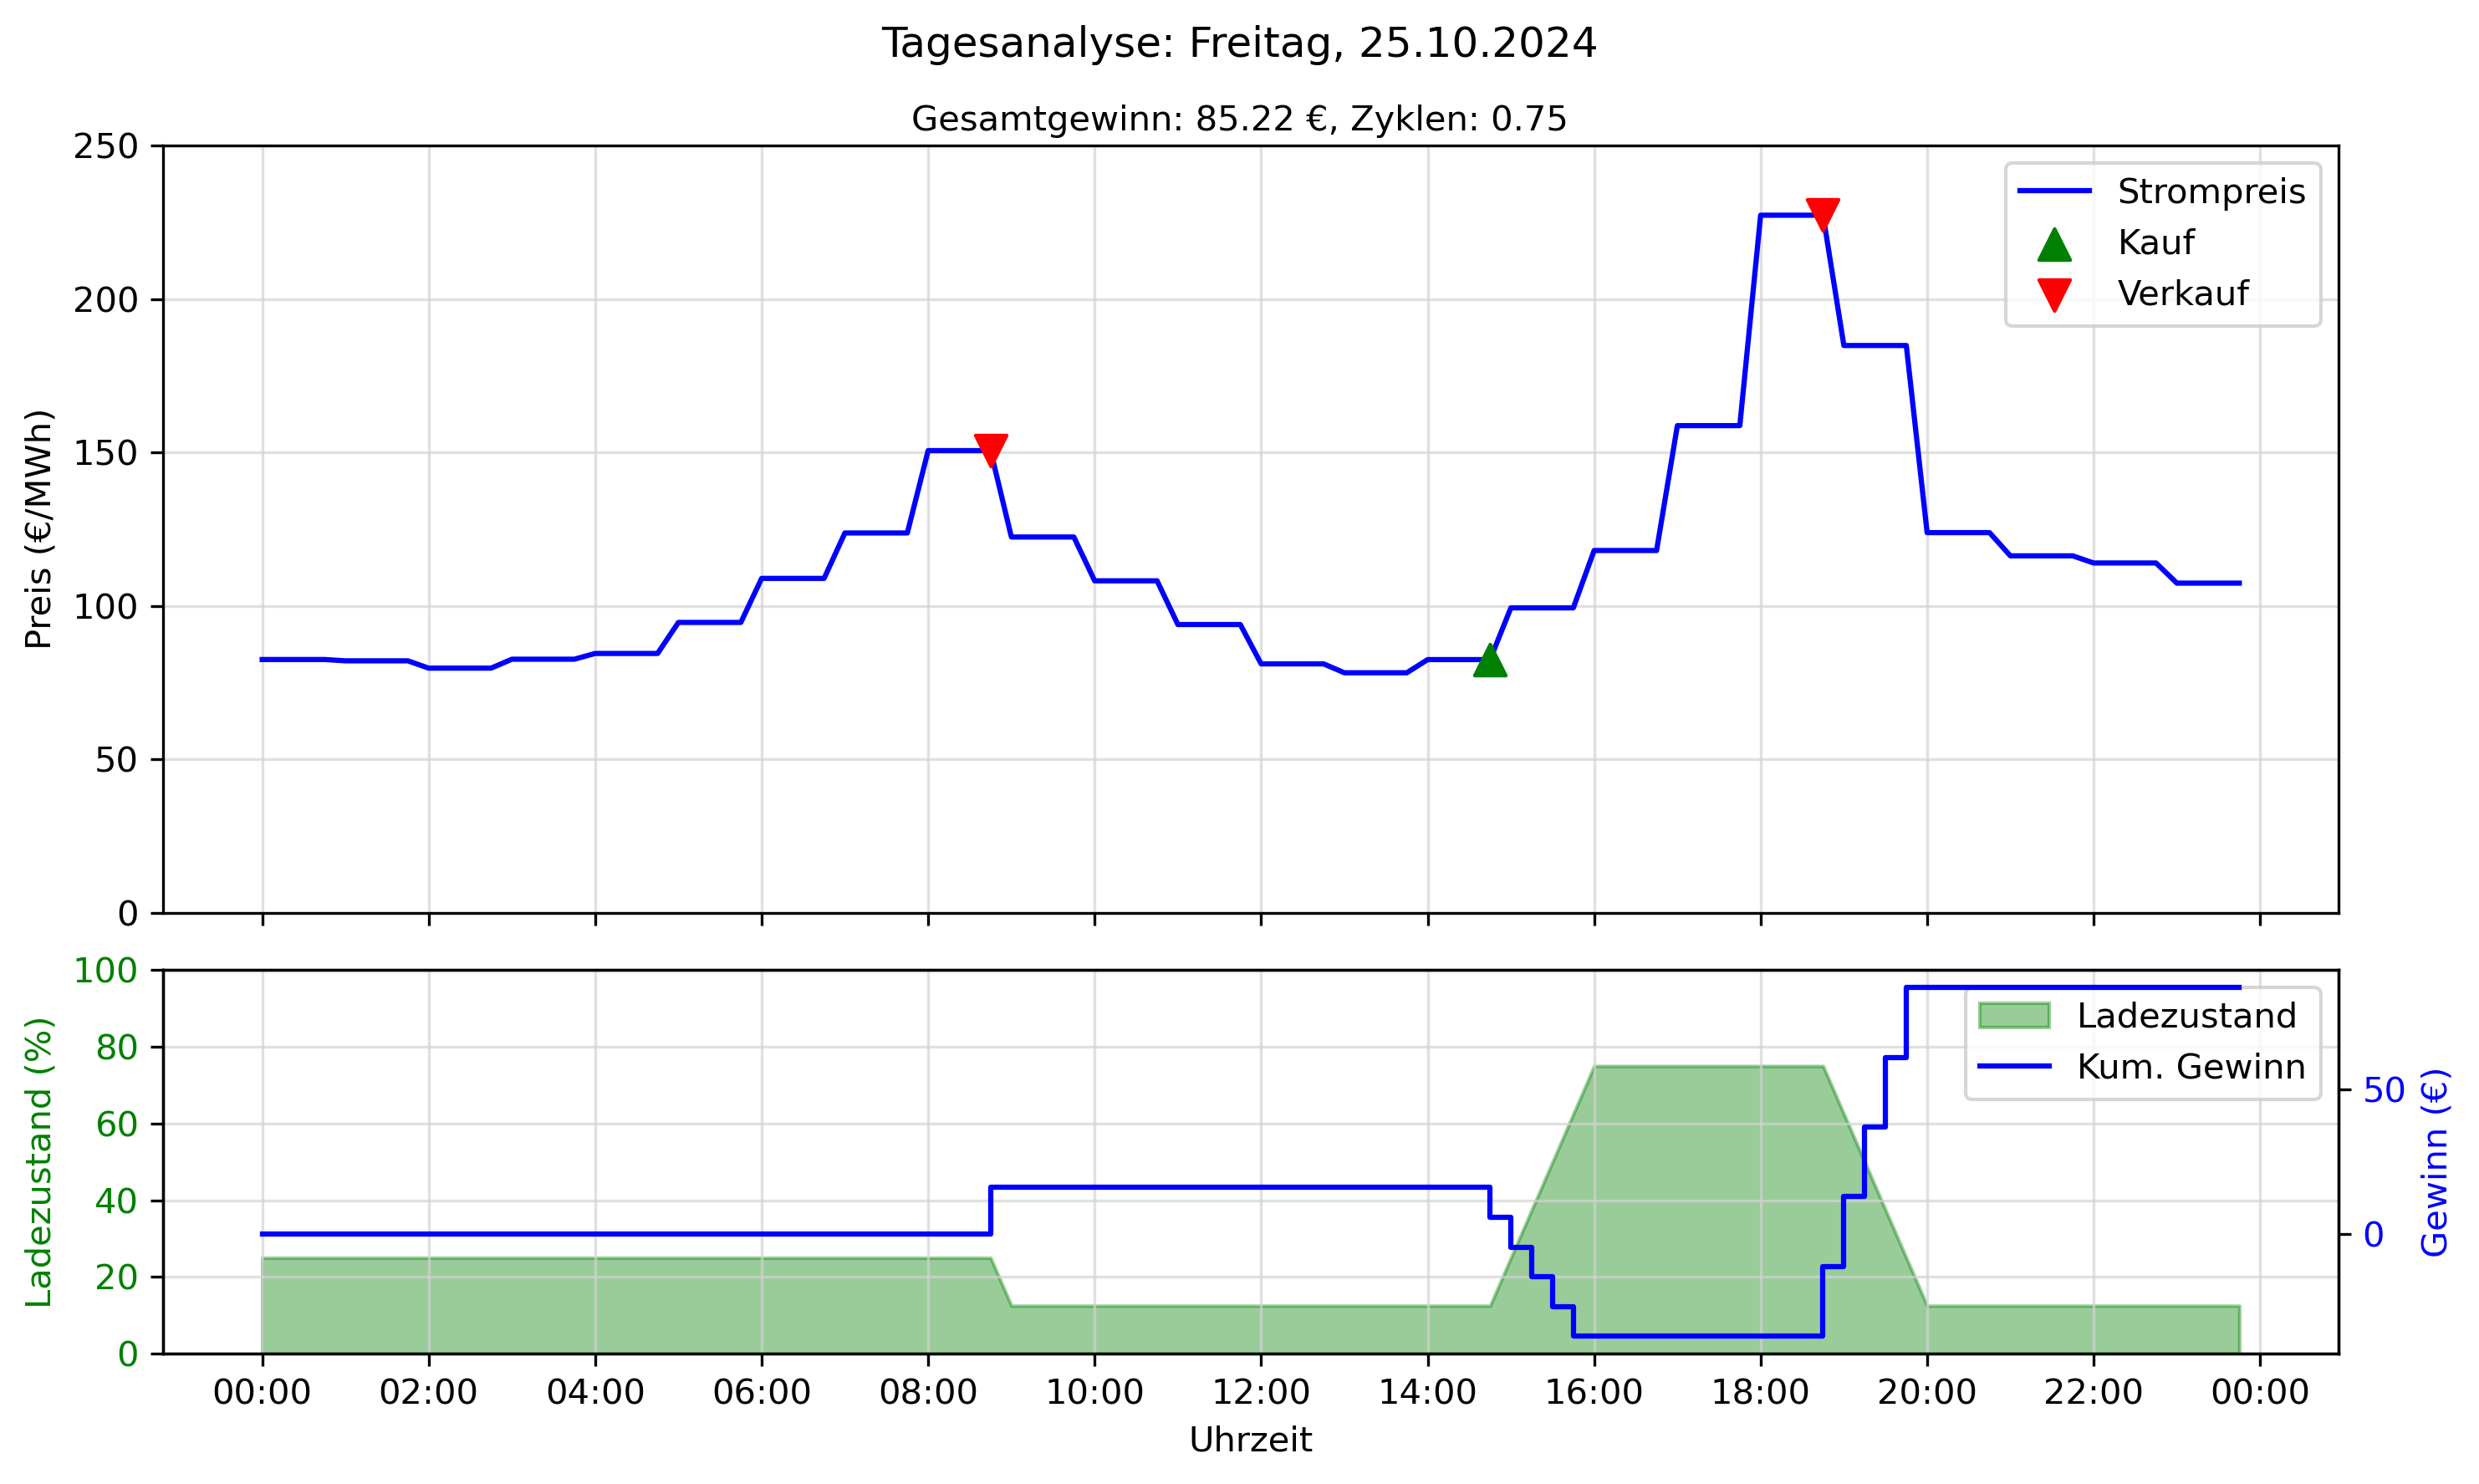 Tagesanalyse: Freitag, 25.10.2024
Gesamtgewinn: 85.22 €, Zyklen: 0.75
Preis (€/MWh)
250
200
150
100
50
0
Strompreis
Kauf
Verkauf
Ladezustand (%)
100
80
60
40
20
0
Ladezustand
Kum. Gewinn
50
0
Gewinn (€)
00:00 02:00 04:00 06:00 08:00 10:00 12:00 14:00 16:00 18:00 20:00 22:00 00:00
Uhrzeit